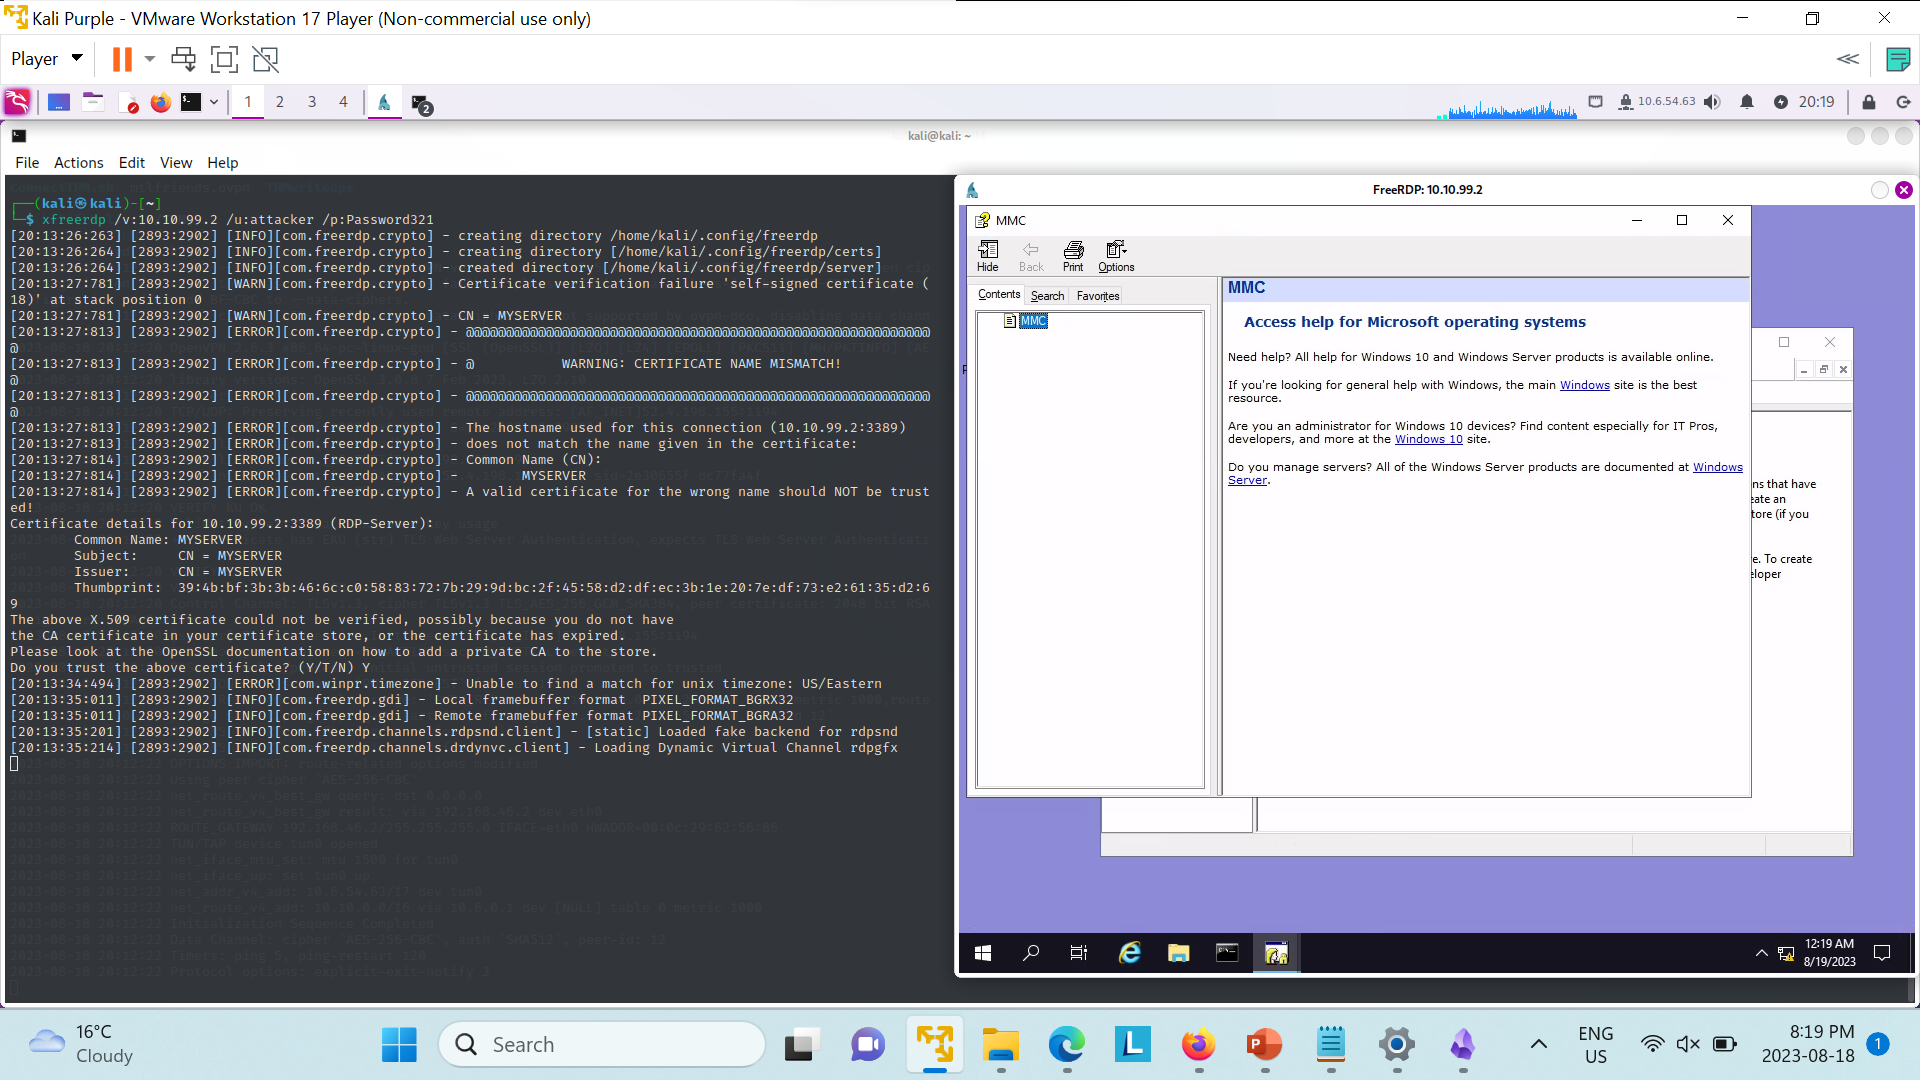 Kali Purple - VMware Workstation 17 Player (Non-commercial use only)
Player
1 2 3 4
2
10.6.54.63
20:19
kali@kali: ~
File Actions Edit View Help
┌──(kali㉿kali)-[~]
└─$ xfreerdp /v:10.10.99.2 /u:attacker /p:Password321
[20:13:26:263] [2893:2902] [INFO][com.freerdp.crypto] - creating directory /home/kali/.config/freerdp
[20:13:26:264] [2893:2902] [INFO][com.freerdp.crypto] - creating directory [/home/kali/.config/freerdp/certs]
[20:13:26:264] [2893:2902] [INFO][com.freerdp.crypto] - created directory [/home/kali/.config/freerdp/server]
[20:13:27:781] [2893:2902] [WARN][com.freerdp.crypto] - Certificate verification failure 'self-signed certificate (
18)' at stack position 0
[20:13:27:781] [2893:2902] [WARN][com.freerdp.crypto] - CN = MYSERVER
[20:13:27:813] [2893:2902] [ERROR][com.freerdp.crypto] - @@@@@@@@@@@@@@@@@@@@@@@@@@@@@@@@@@@@@@@@@@@@@@@@@@@@@@@@@@
@
[20:13:27:813] [2893:2902] [ERROR][com.freerdp.crypto] - @           WARNING: CERTIFICATE NAME MISMATCH!
@
[20:13:27:813] [2893:2902] [ERROR][com.freerdp.crypto] - @@@@@@@@@@@@@@@@@@@@@@@@@@@@@@@@@@@@@@@@@@@@@@@@@@@@@@@@@@
@
[20:13:27:813] [2893:2902] [ERROR][com.freerdp.crypto] - The hostname used for this connection (10.10.99.2:3389)
[20:13:27:813] [2893:2902] [ERROR][com.freerdp.crypto] - does not match the name given in the certificate:
[20:13:27:814] [2893:2902] [ERROR][com.freerdp.crypto] - Common Name (CN):
[20:13:27:814] [2893:2902] [ERROR][com.freerdp.crypto] -        MYSERVER
[20:13:27:814] [2893:2902] [ERROR][com.freerdp.crypto] - A valid certificate for the wrong name should NOT be trust
ed!
Certificate details for 10.10.99.2:3389 (RDP-Server):
Common Name: MYSERVER
Subject: CN = MYSERVER
Issuer: CN = MYSERVER
Thumbprint: 39:4b:bf:3b:3b:46:6c:c0:58:83:72:7b:29:9d:bc:2f:45:58:d2:df:ec:3b:1e:20:7e:df:73:e2:61:35:d2:6
9
The above X.509 certificate could not be verified, possibly because you do not have
the CA certificate in your certificate store, or the certificate has expired.
Please look at the OpenSSL documentation on how to add a private CA to the store.
Do you trust the above certificate? (Y/T/N) Y
[20:13:34:494] [2893:2902] [ERROR][com.winpr.timezone] - Unable to find a match for unix timezone: US/Eastern
[20:13:35:011] [2893:2902] [INFO][com.freerdp.gdi] - Local framebuffer format  PIXEL_FORMAT_BGRX32
[20:13:35:011] [2893:2902] [INFO][com.freerdp.gdi] - Remote framebuffer format PIXEL_FORMAT_BGRA32
[20:13:35:201] [2893:2902] [INFO][com.freerdp.channels.rdpsnd.client] - [static] Loaded fake backend for rdpsnd
[20:13:35:214] [2893:2902] [INFO][com.freerdp.channels.drdynvc.client] - Loading Dynamic Virtual Channel rdpgfx
FreeRDP: 10.10.99.2
MMC
Hide Back Print Options
Contents Search Favorites
MMC
MMC
Access help for Microsoft operating systems
Need help? All help for Windows 10 and Windows Server products is available online.
If you're looking for general help with Windows, the main Windows site is the best
resource.
Are you an administrator for Windows 10 devices? Find content especially for IT Pros,
developers, and more at the Windows 10 site.
Do you manage servers? All of the Windows Server products are documented at Windows
Server.
ns that have
eate an
tore (if you
e. To create
eloper
12:19 AM
8/19/2023
16°C
Cloudy
Search
ENG
US
8:19 PM
2023-08-18
1